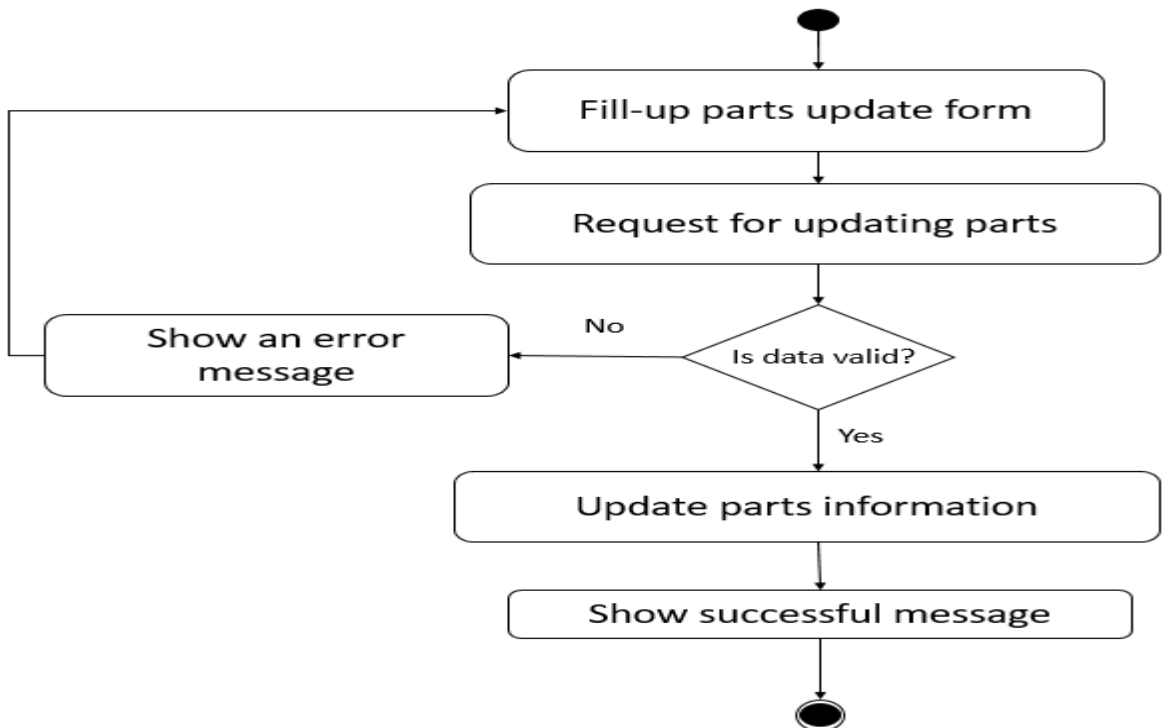 Fill-up parts update form
Request for updating parts
No
Is data valid?
Show an error
message
Yes
Update parts information
Show successful message